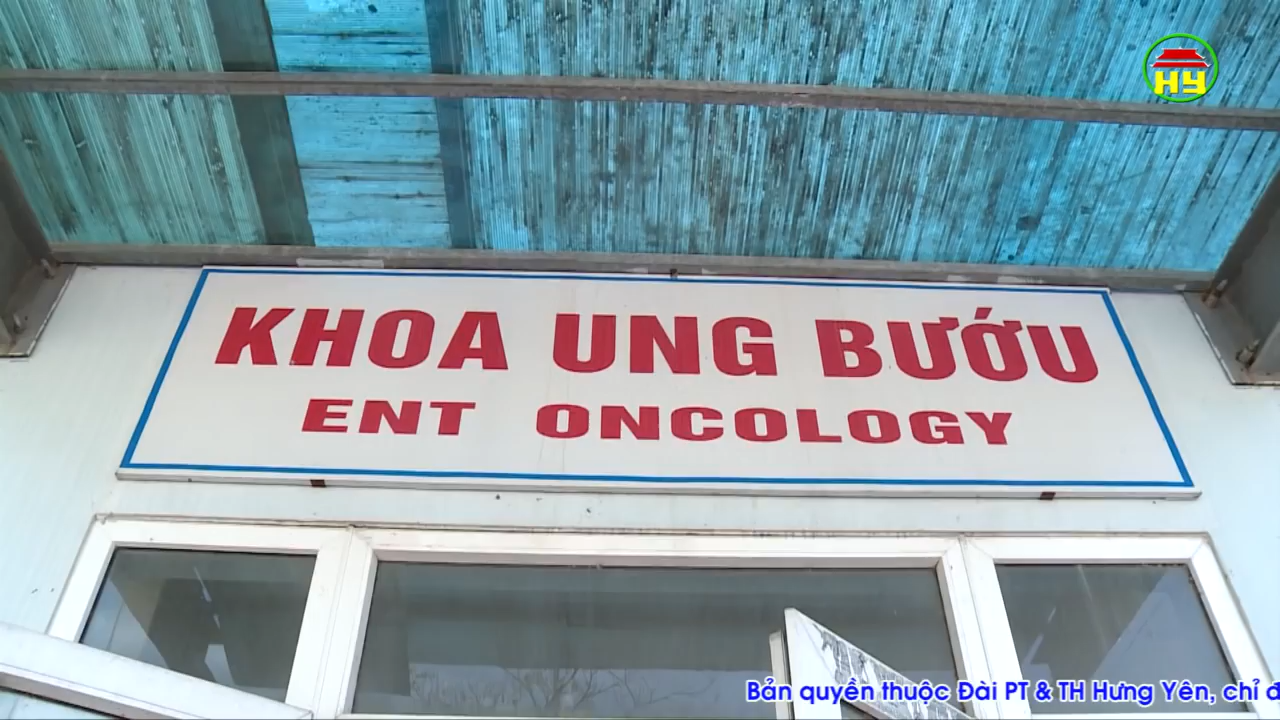 HY
KHOA UNG BƯỚU
ENT ONCOLOGY
Bản quyền thuộc Đài PT & TH Hưng Yên, chỉ